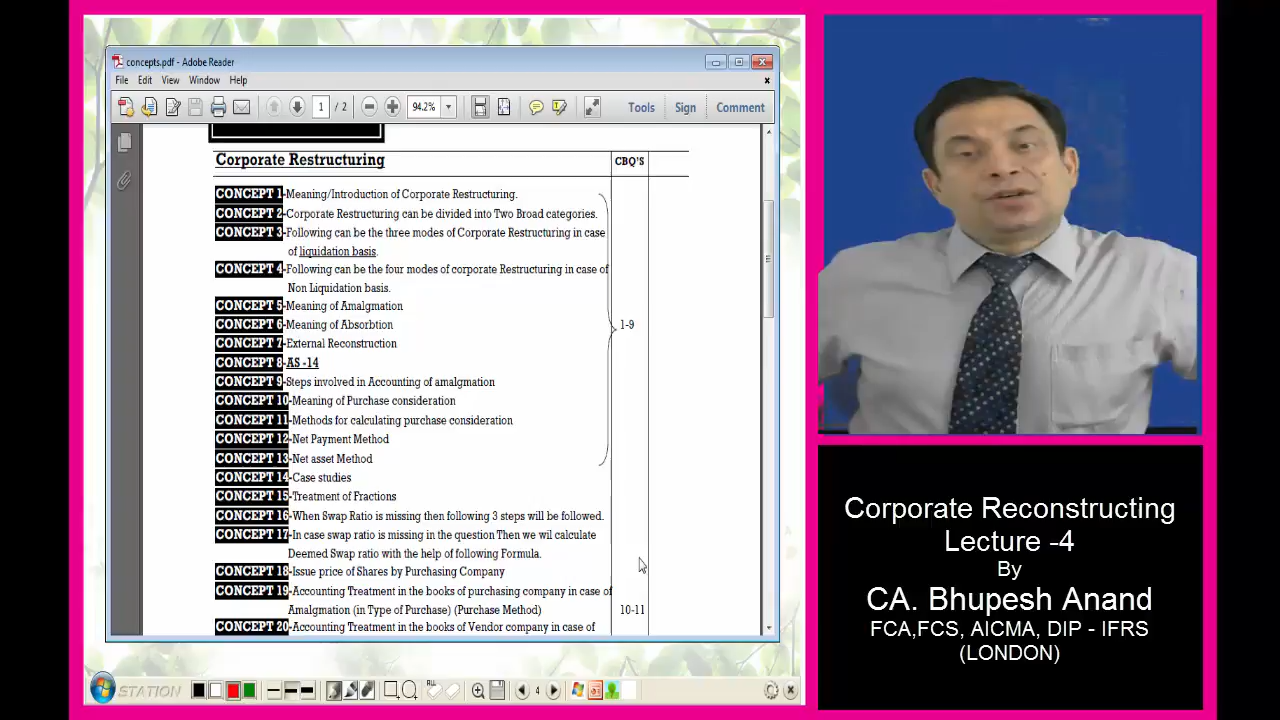 concepts.pdf - Adobe Reader
File Edit View Window Help
1 / 2 94.2% Tools Sign Comment
Corporate Restructuring CBQ'S
CONCEPT 1-Meaning/Introduction of Corporate Restructuring.
CONCEPT 2-Corporate Restructuring can be divided into Two Broad categories.
CONCEPT 3-Following can be the three modes of Corporate Restructuring in case
of liquidation basis.
CONCEPT 4-Following can be the four modes of corporate Restructuring in case of
Non Liquidation basis.
CONCEPT 5-Meaning of Amalgmation
CONCEPT 6-Meaning of Absorbtion 1-9
CONCEPT 7-External Reconstruction
CONCEPT 8-AS -14
CONCEPT 9-Steps involved in Accounting of amalgmation
CONCEPT 10-Meaning of Purchase consideration
CONCEPT 11-Methods for calculating purchase consideration
CONCEPT 12-Net Payment Method
CONCEPT 13-Net asset Method
CONCEPT 14-Case studies
CONCEPT 15-Treatment of Fractions
CONCEPT 16-When Swap Ratio is missing then following 3 steps will be followed.
CONCEPT 17-In case swap ratio is missing in the question Then we wil calculate
Deemed Swap ratio with the help of following Formula.
CONCEPT 18-Issue price of Shares by Purchasing Company
CONCEPT 19-Accounting Treatment in the books of purchasing company in case of
Amalgmation (in Type of Purchase) (Purchase Method) 10-11
CONCEPT 20-Accounting Treatment in the books of Vendor company in case of
STATION 4
Corporate Reconstructing
Lecture -4
By
CA. Bhupesh Anand
FCA,FCS, AICMA, DIP - IFRS
(LONDON)